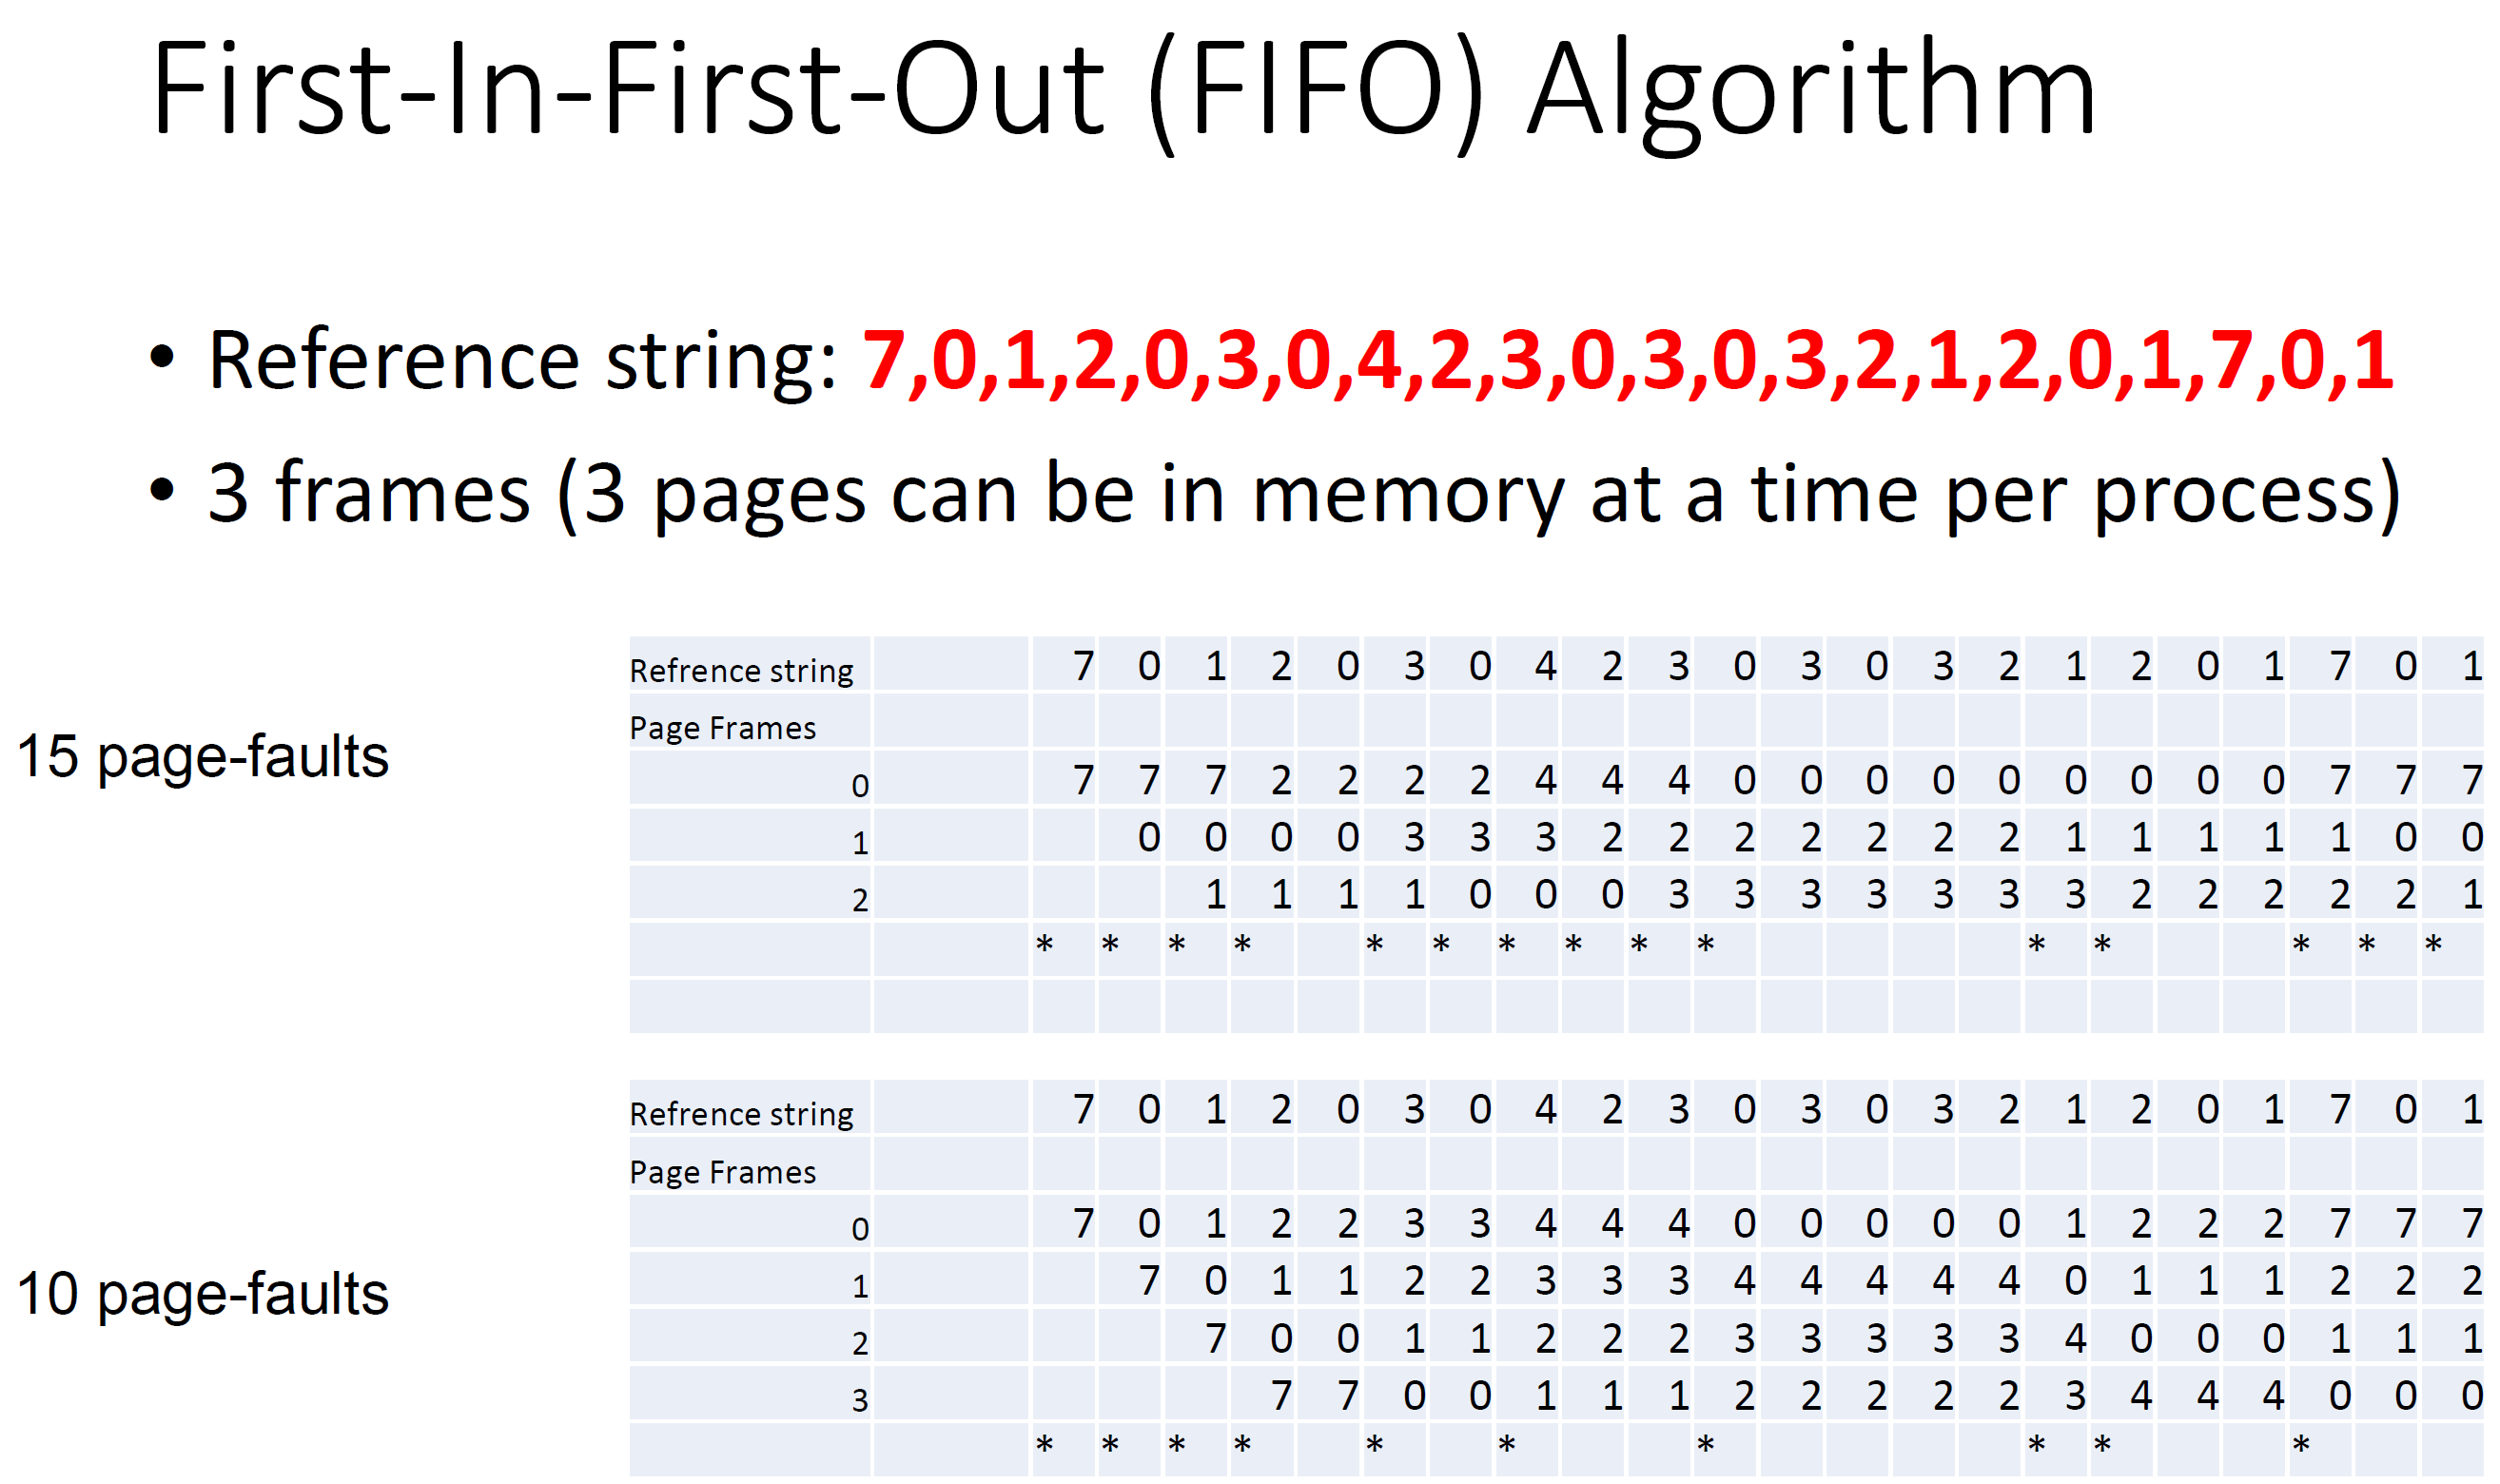 First-In-First-Out (FIFO) Algorithm
• Reference string: 7,0,1,2,0,3,0,4,2,3,0,3,0,3,2,1,2,0,1,7,0,1
• 3 frames (3 pages can be in memory at a time per process)
15 page-faults
Refrence string 7 0 1 2 0 3 0 4 2 3 0 3 0 3 2 1 2 0 1 7 0 1
Page Frames
0 7 7 7 2 2 2 2 4 4 4 0 0 0 0 0 0 0 0 0 7 7 7
1 0 0 0 0 3 3 3 2 2 2 2 2 2 2 1 1 1 1 1 0 0
2 1 1 1 1 0 0 0 3 3 3 3 3 3 3 2 2 2 2 2 1
* * * * * * * * * * * * * * *
10 page-faults
Refrence string 7 0 1 2 0 3 0 4 2 3 0 3 0 3 2 1 2 0 1 7 0 1
Page Frames
0 7 0 1 2 2 3 3 4 4 4 0 0 0 0 0 1 2 2 2 7 7 7
1 7 0 1 1 2 2 3 3 3 4 4 4 4 4 0 1 1 1 2 2 2
2 7 0 0 1 1 2 2 2 3 3 3 3 3 4 0 0 0 1 1 1
3 7 7 0 0 1 1 1 2 2 2 2 2 3 4 4 4 0 0 0
* * * * * * * * * *